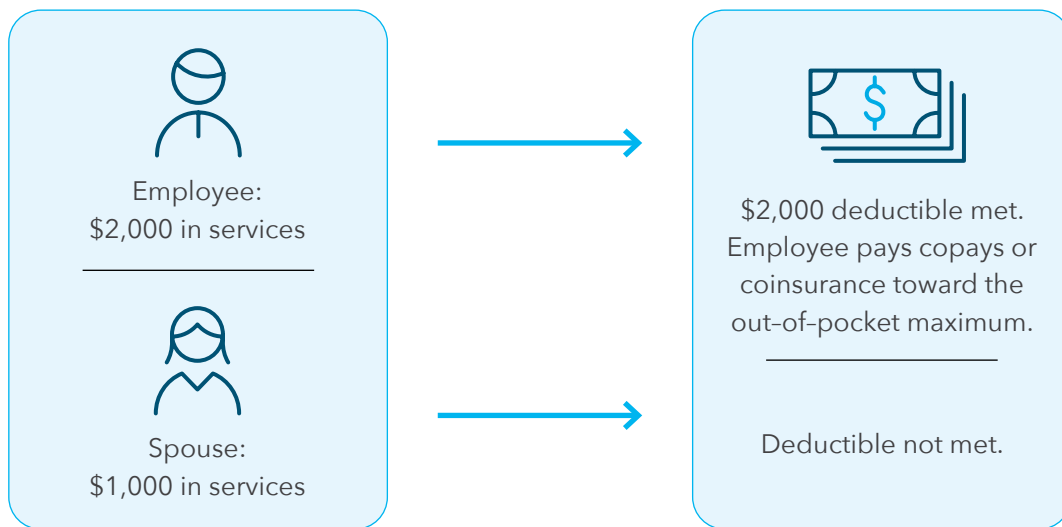 Employee:
$2,000 in services
Spouse:
$1,000 in services
$
$2,000 deductible met.
Employee pays copays or
coinsurance toward the
out-of-pocket maximum.
Deductible not met.